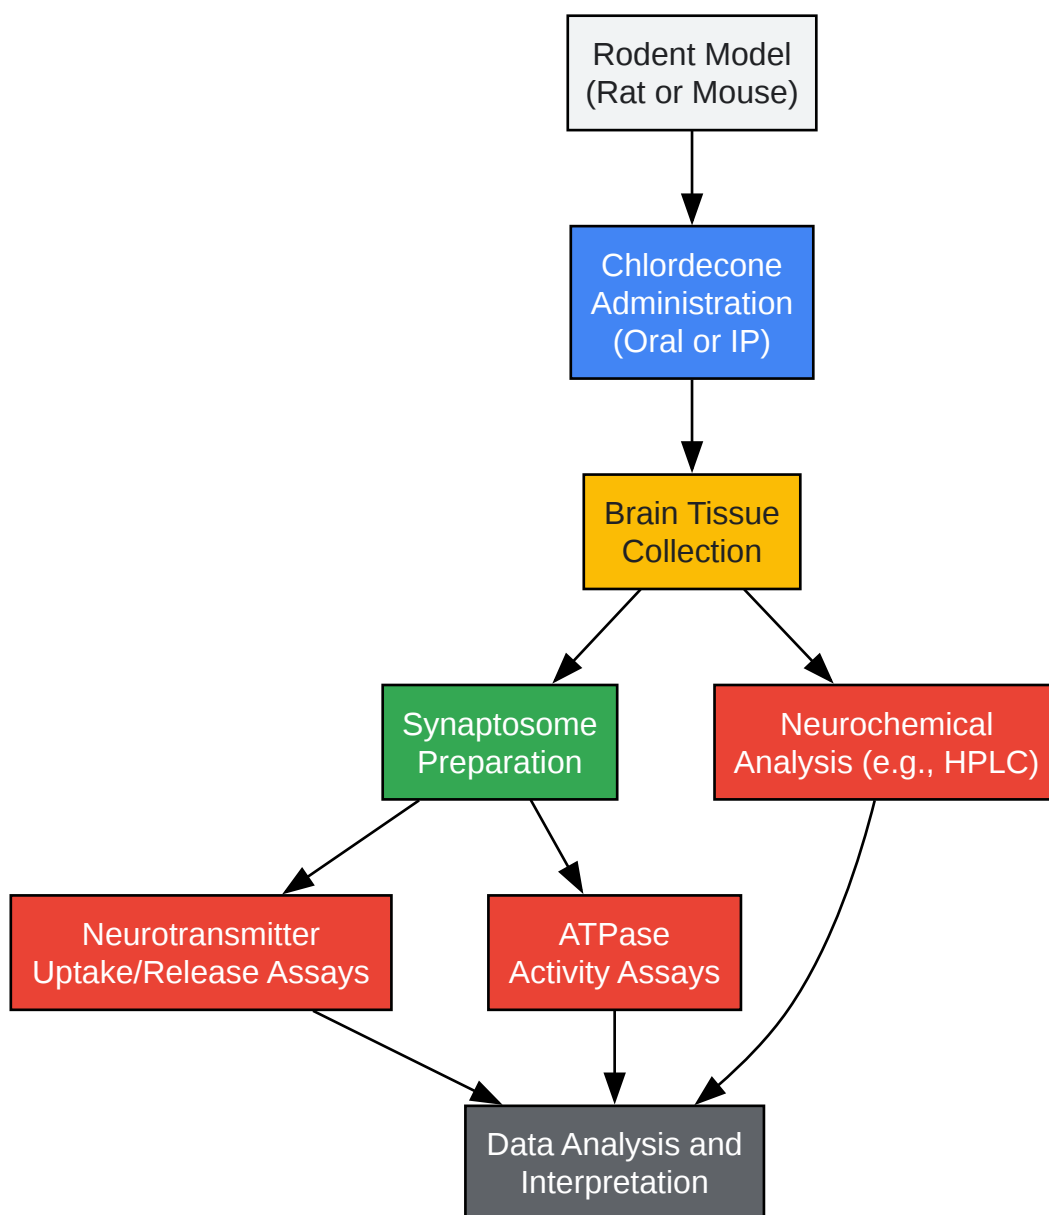 Rodent Model
(Rat or Mouse)
Chlordecone
Administration
(Oral or IP)
Brain Tissue
Collection
Synaptosome
Preparation
Neurochemical
Analysis (e.g., HPLC)
Neurotransmitter
Uptake/Release Assays
ATPase
Activity Assays
Data Analysis and
Interpretation